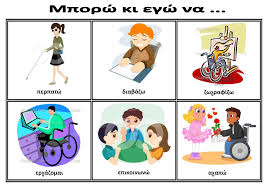 Μπορώ κι εγώ να ...
περπατώ
διαβάζω
ζωγραφίζω
εργάζομαι
επικοινωνώ
αγαπώ